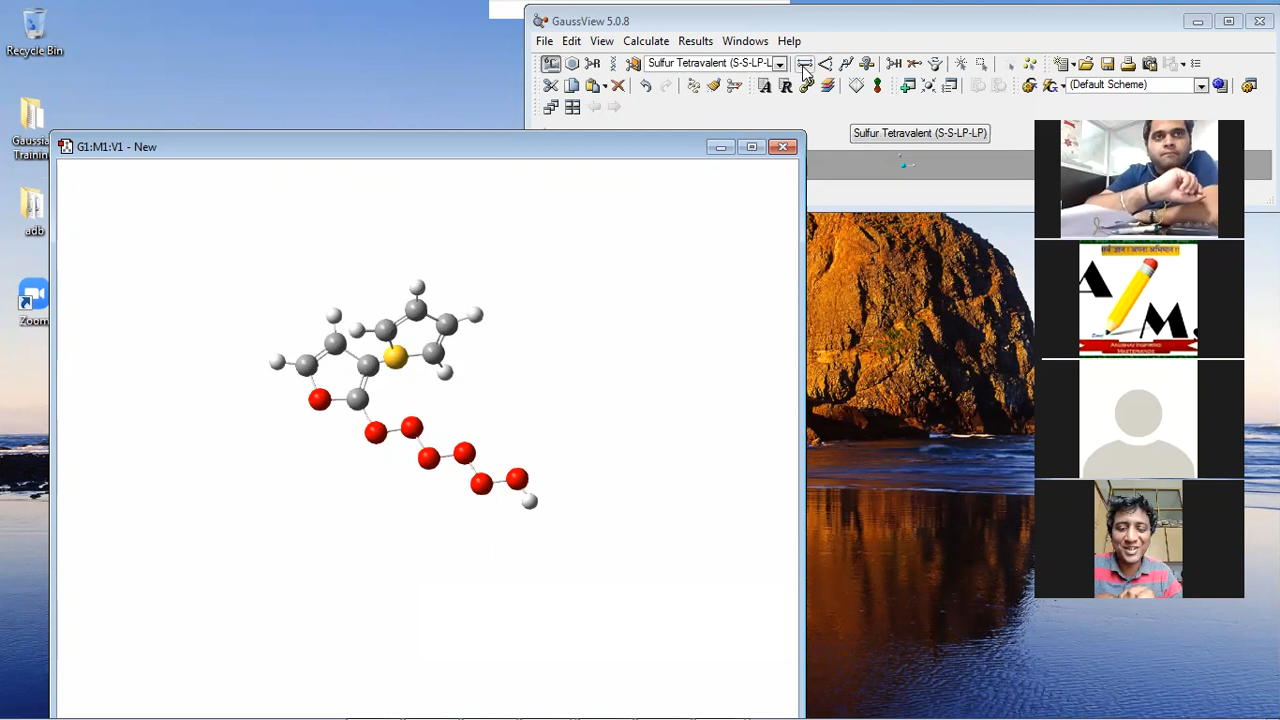 Recycle Bin
GaussView 5.0.8
File Edit View Calculate Results Windows Help
Sulfur Tetravalent (S-S-LP-L
(Default Scheme)
Gaussia
Training
Sulfur Tetravalent (S-S-LP-LP)
G1:M1:V1 - New
adb
Zoom
A
M